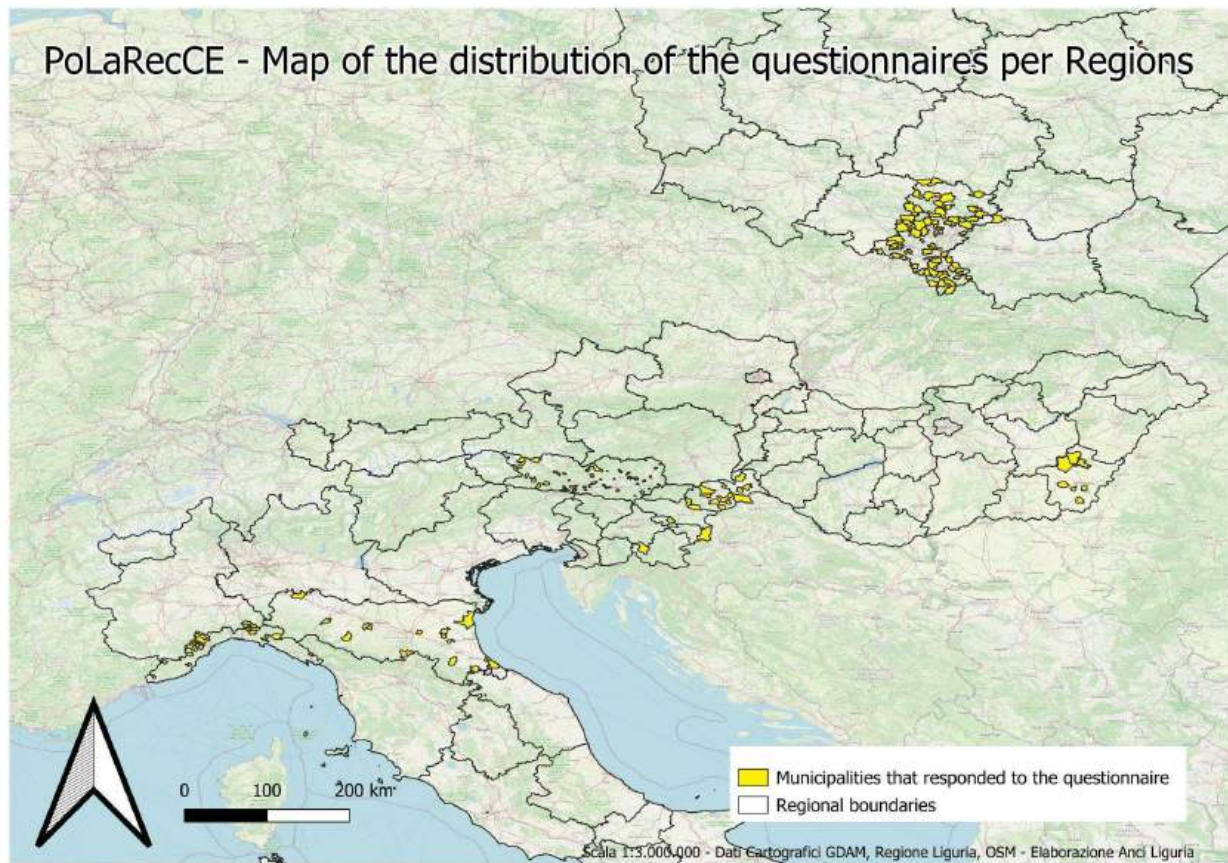 PoLaRecCE - Map of the distribution of the questionnaires per Regions
0 100 200 km
Municipalities that responded to the questionnaire
Regional boundaries
Scala 1:3.000.000 - Dati Cartografici GDAM, Regione Liguria, OSM - Elaborazione Anci Liguria